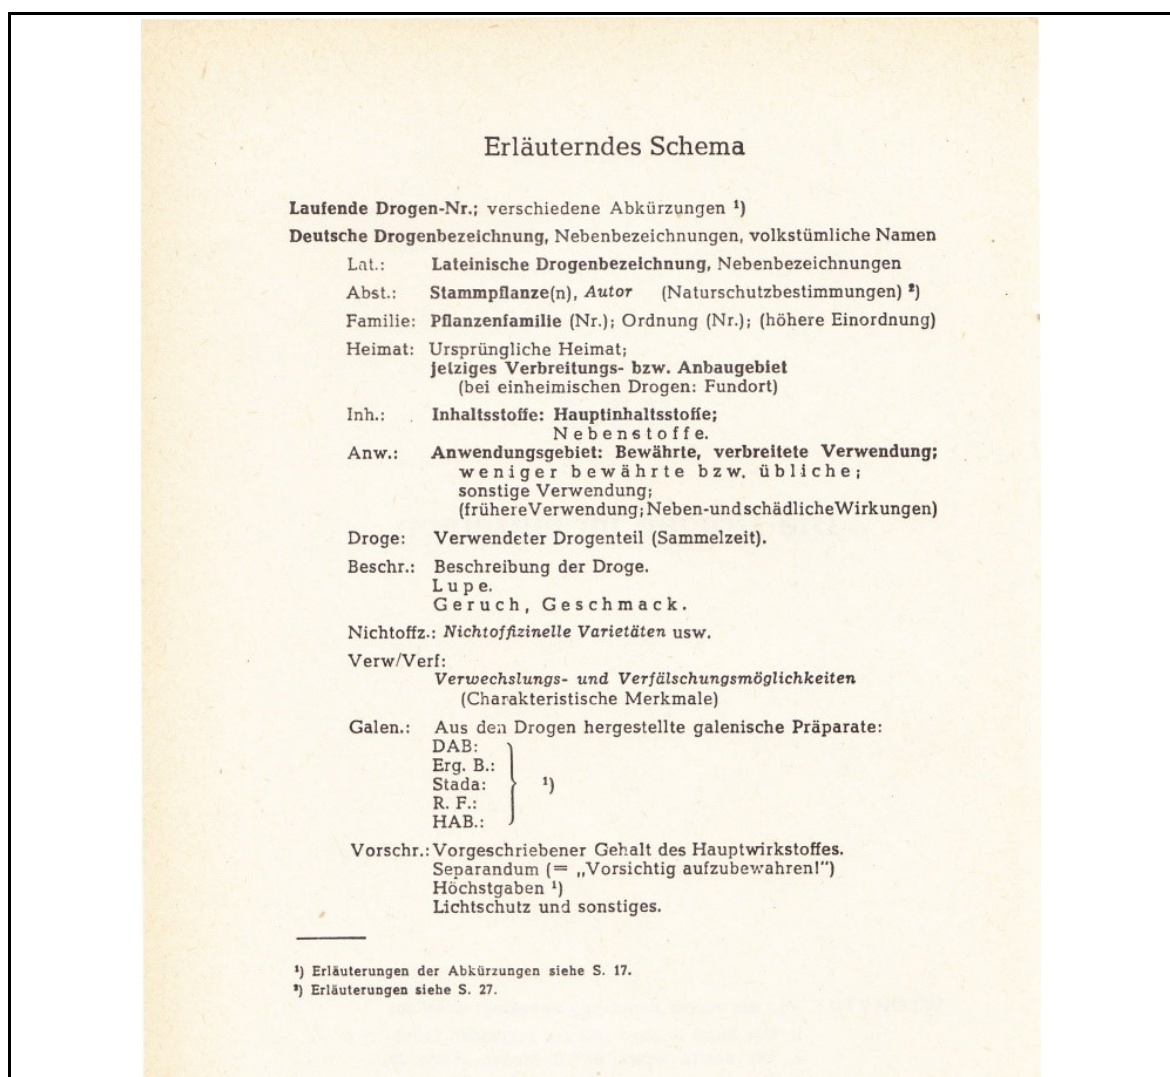 Erläuterndes Schema
Laufende Drogen-Nr.; verschiedene Abkürzungen ¹)
Deutsche Drogenbezeichnung, Nebenbezeichnungen, volkstümliche Namen
Lat.: Lateinische Drogenbezeichnung, Nebenbezeichnungen
Abst.: Stammpflanze(n), Autor (Naturschutzbestimmungen) ²)
Familie: Pflanzenfamilie (Nr.); Ordnung (Nr.); (höhere Einordnung)
Heimat: Ursprüngliche Heimat;
jetziges Verbreitungs- bzw. Anbaugebiet
(bei einheimischen Drogen: Fundort)
Inh.: Inhaltsstoffe: Hauptinhaltsstoffe;
Nebenstoffe.
Anw.: Anwendungsgebiet: Bewährte, verbreitete Verwendung;
weniger bewährte bzw. übliche;
sonstige Verwendung;
(frühere Verwendung; Neben- und schädliche Wirkungen)
Droge: Verwendeter Drogenteil (Sammelzeit).
Beschr.: Beschreibung der Droge.
Lupe.
Geruch, Geschmack.
Nichtoffz.: Nichtoffizinelle Varietäten usw.
Verw/Verf:
Verwechslungs- und Verfälschungsmöglichkeiten
(Charakteristische Merkmale)
Galen.: Aus den Drogen hergestellte galenische Präparate:
DAB:
Erg. B.:
Stada: ¹)
R. F.:
HAB.:
Vorschr.: Vorgeschriebener Gehalt des Hauptwirkstoffes.
Separandum (= „Vorsichtig aufzubewahren!")
Höchstgaben ¹)
Lichtschutz und sonstiges.
¹) Erläuterungen der Abkürzungen siehe S. 17.
²) Erläuterungen siehe S. 27.